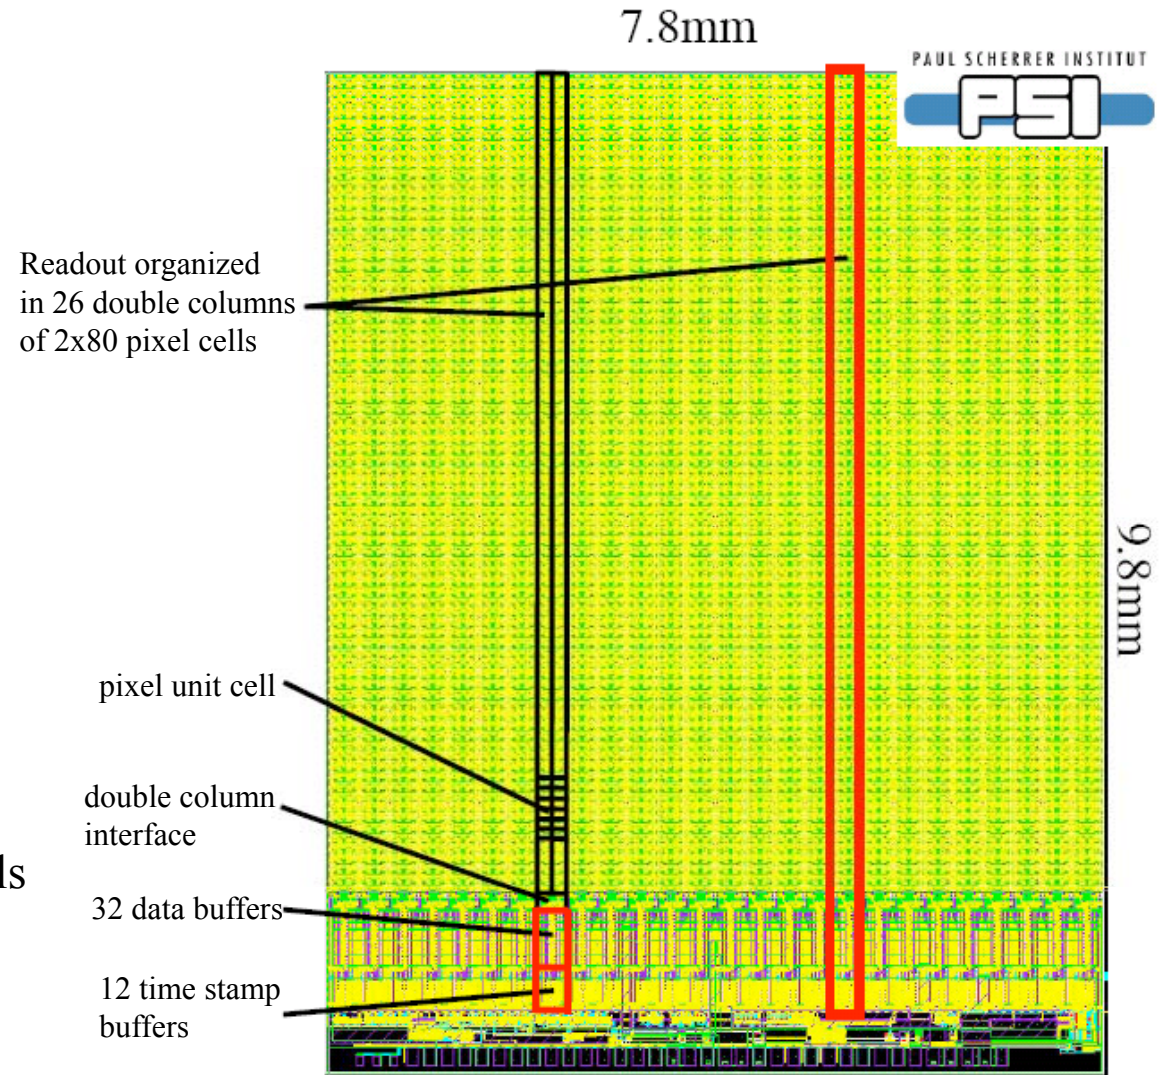 7.8mm
PAUL SCHERRER INSTITUT
PSI
Readout organized
in 26 double columns
of 2x80 pixel cells
9.8mm
pixel unit cell
double column
interface
ls
32 data buffers
12 time stamp
buffers